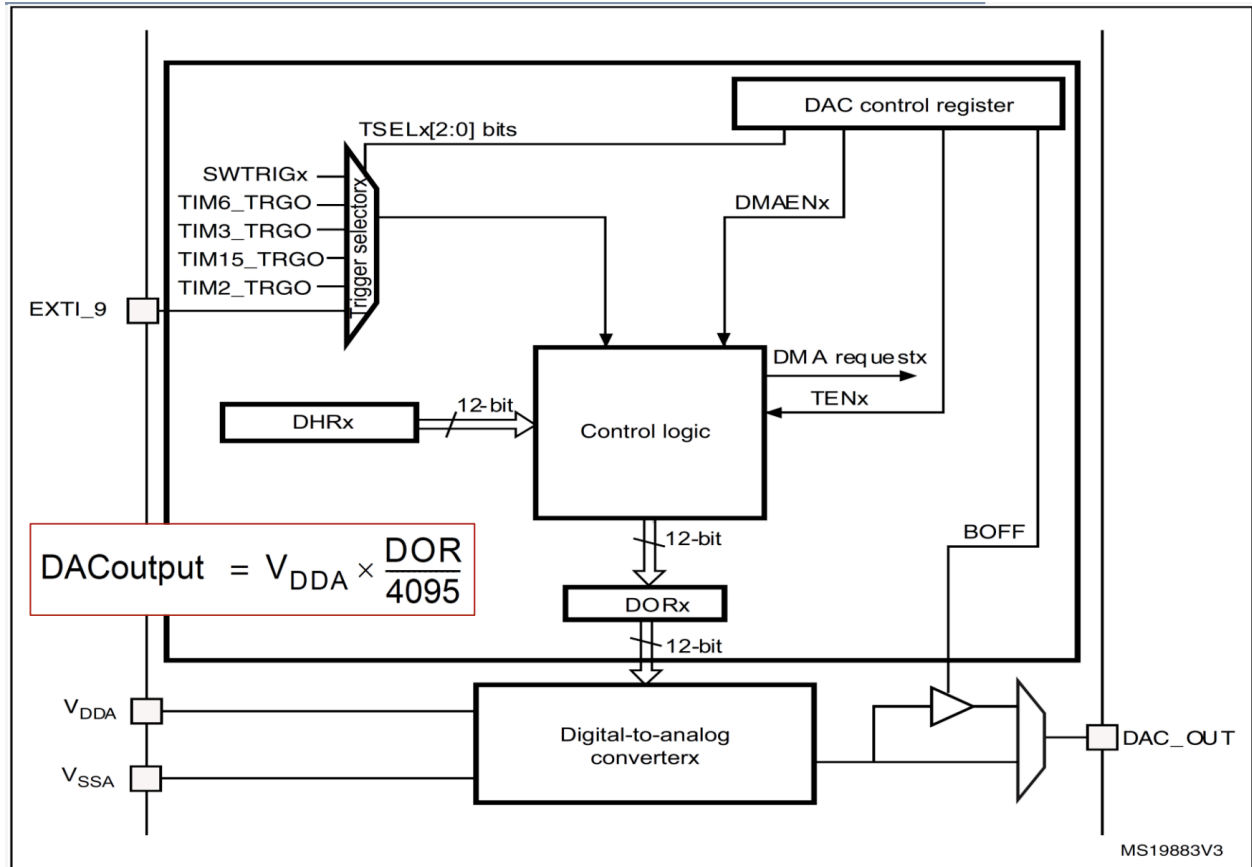 DAC control register
TSELx[2:0] bits
SWTRIGx
TIM6_TRGO
TIM3_TRGO
TIM15_TRGO
TIM2_TRGO
Trigger selectorx
DMAENx
EXTI_9
DMA requestx
TENx
DHRx
12-bit
Control logic
BOFF
12-bit
DACoutput = VDDA × DOR
4095
DORx
12-bit
VDDA
Digital-to-analog
converterx
DAC_OUT
VSSA
MS19883V3